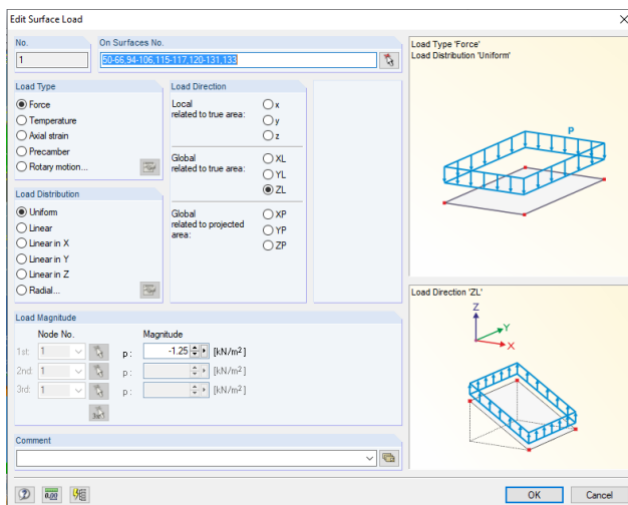 Edit Surface Load
No.
On Surfaces No.
1
50-66,94-106,115-117,120-131,133
Load Type
Force
Temperature
Axial strain
Precamber
Rotary motion...
Load Distribution
Uniform
Linear
Linear in X
Linear in Y
Linear in Z
Radial...
Load Direction
Local
related to true area:
x
y
z
Global
related to true area:
XL
YL
ZL
Global
related to projected
area:
XP
YP
ZP
Load Magnitude
Node No. Magnitude
1st: 1 p: -1.25 [kN/m²]
2nd: 1 p: [kN/m²]
3rd: 1 p: [kN/m²]
Comment
Load Type 'Force'
Load Distribution 'Uniform'
p
Load Direction 'ZL'
Z
Y
X
0.00
OK Cancel